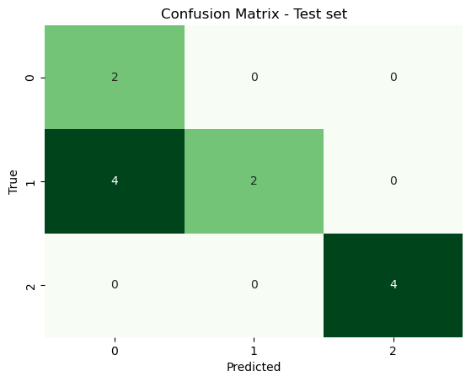 Confusion Matrix - Test set
0 2 0 0
1 4 2 0
2 0 0 4
0 1 2
True
Predicted